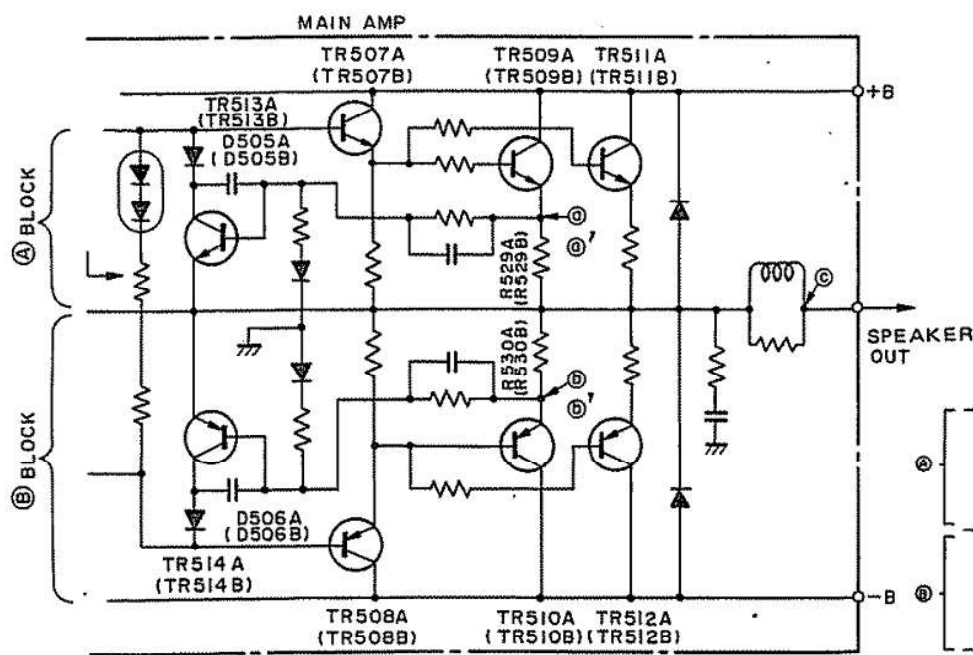 MAIN AMP
TR507A
(TR507B)
TR509A
(TR509B)
TR511A
(TR511B)
+B
TR513A
(TR513B)
D505A
(D505B)
Ⓐ BLOCK
ⓐ
ⓐ'
R529A
(R529B)
ⓒ
SPEAKER
OUT
R530A
(R530B)
ⓑ
ⓑ'
Ⓑ BLOCK
D506A
(D506B)
TR514A
(TR514B)
Ⓐ
Ⓑ
-B
TR508A
(TR508B)
TR510A
(TR510B)
TR512A
(TR512B)